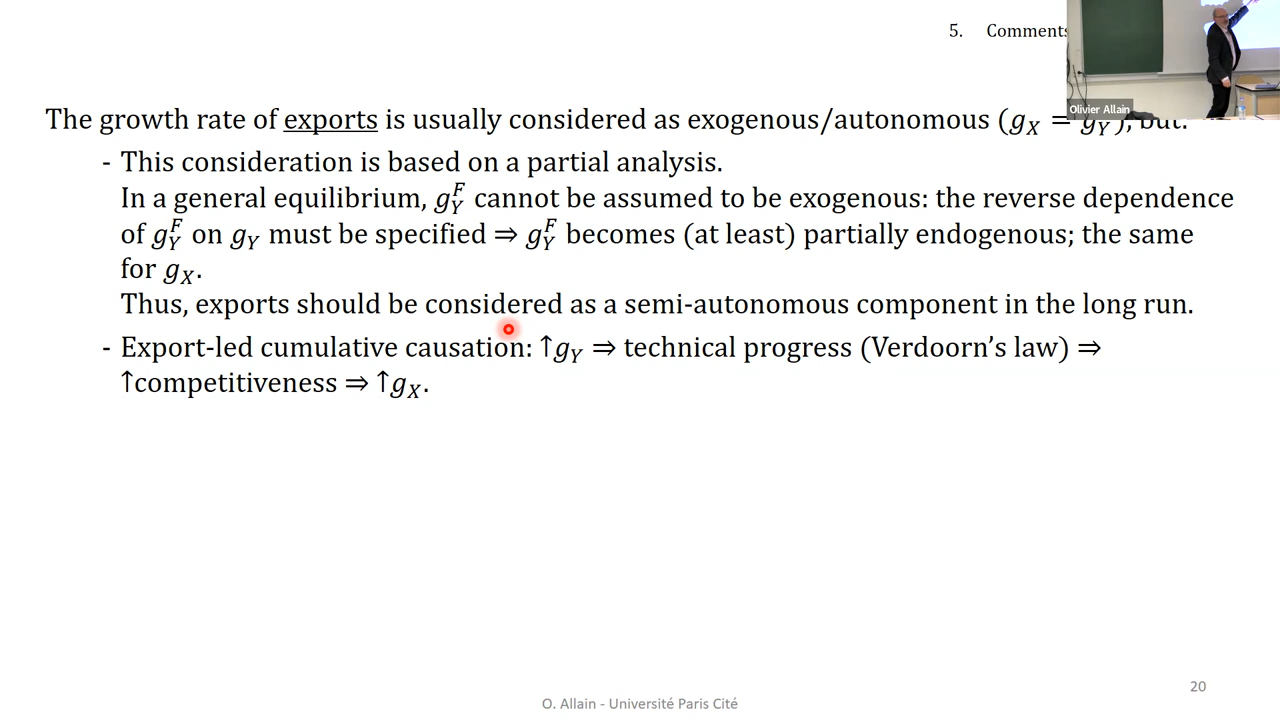 5. Comments
Olivier Allain
The growth rate of exports is usually considered as exogenous/autonomous (g_X = g_Y), but:
- This consideration is based on a partial analysis.
In a general equilibrium, g_Y^F cannot be assumed to be exogenous: the reverse dependence
of g_Y^F on g_Y must be specified ⇒ g_Y^F becomes (at least) partially endogenous; the same
for g_X.
Thus, exports should be considered as a semi-autonomous component in the long run.
- Export-led cumulative causation: ↑g_Y ⇒ technical progress (Verdoorn’s law) ⇒
↑competitiveness ⇒ ↑g_X.
20
O. Allain - Université Paris Cité